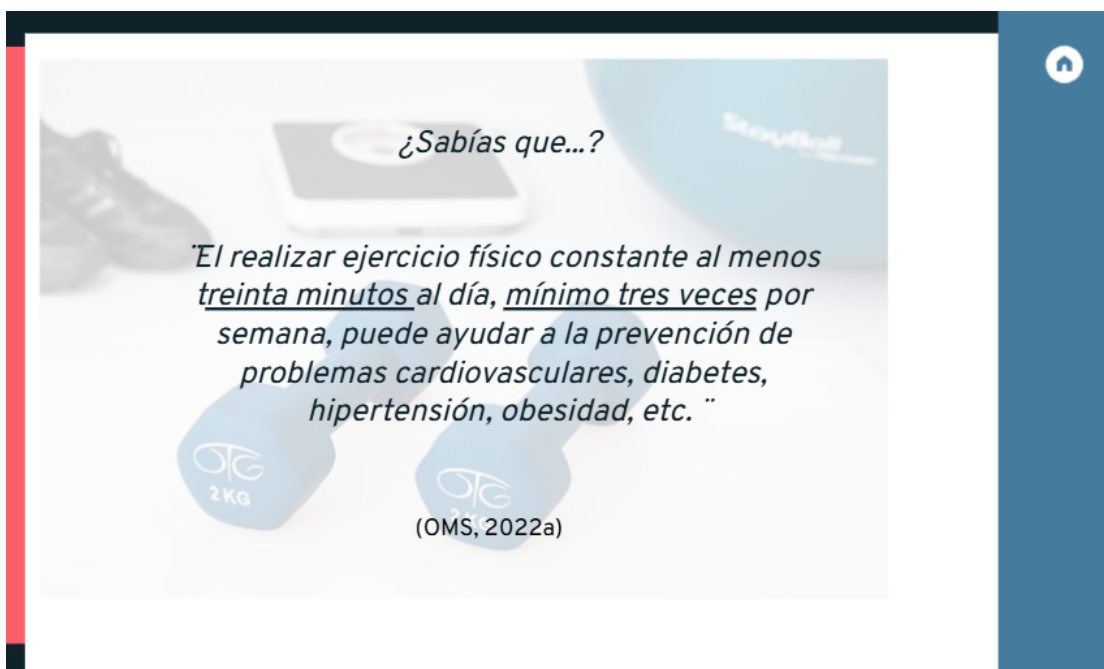 ¿Sabías que...?
StayBall
¨El realizar ejercicio físico constante al menos
treinta minutos al día, mínimo tres veces por
semana, puede ayudar a la prevención de
problemas cardiovasculares, diabetes,
hipertensión, obesidad, etc. ¨
2 KG
2 KG
(OMS, 2022a)